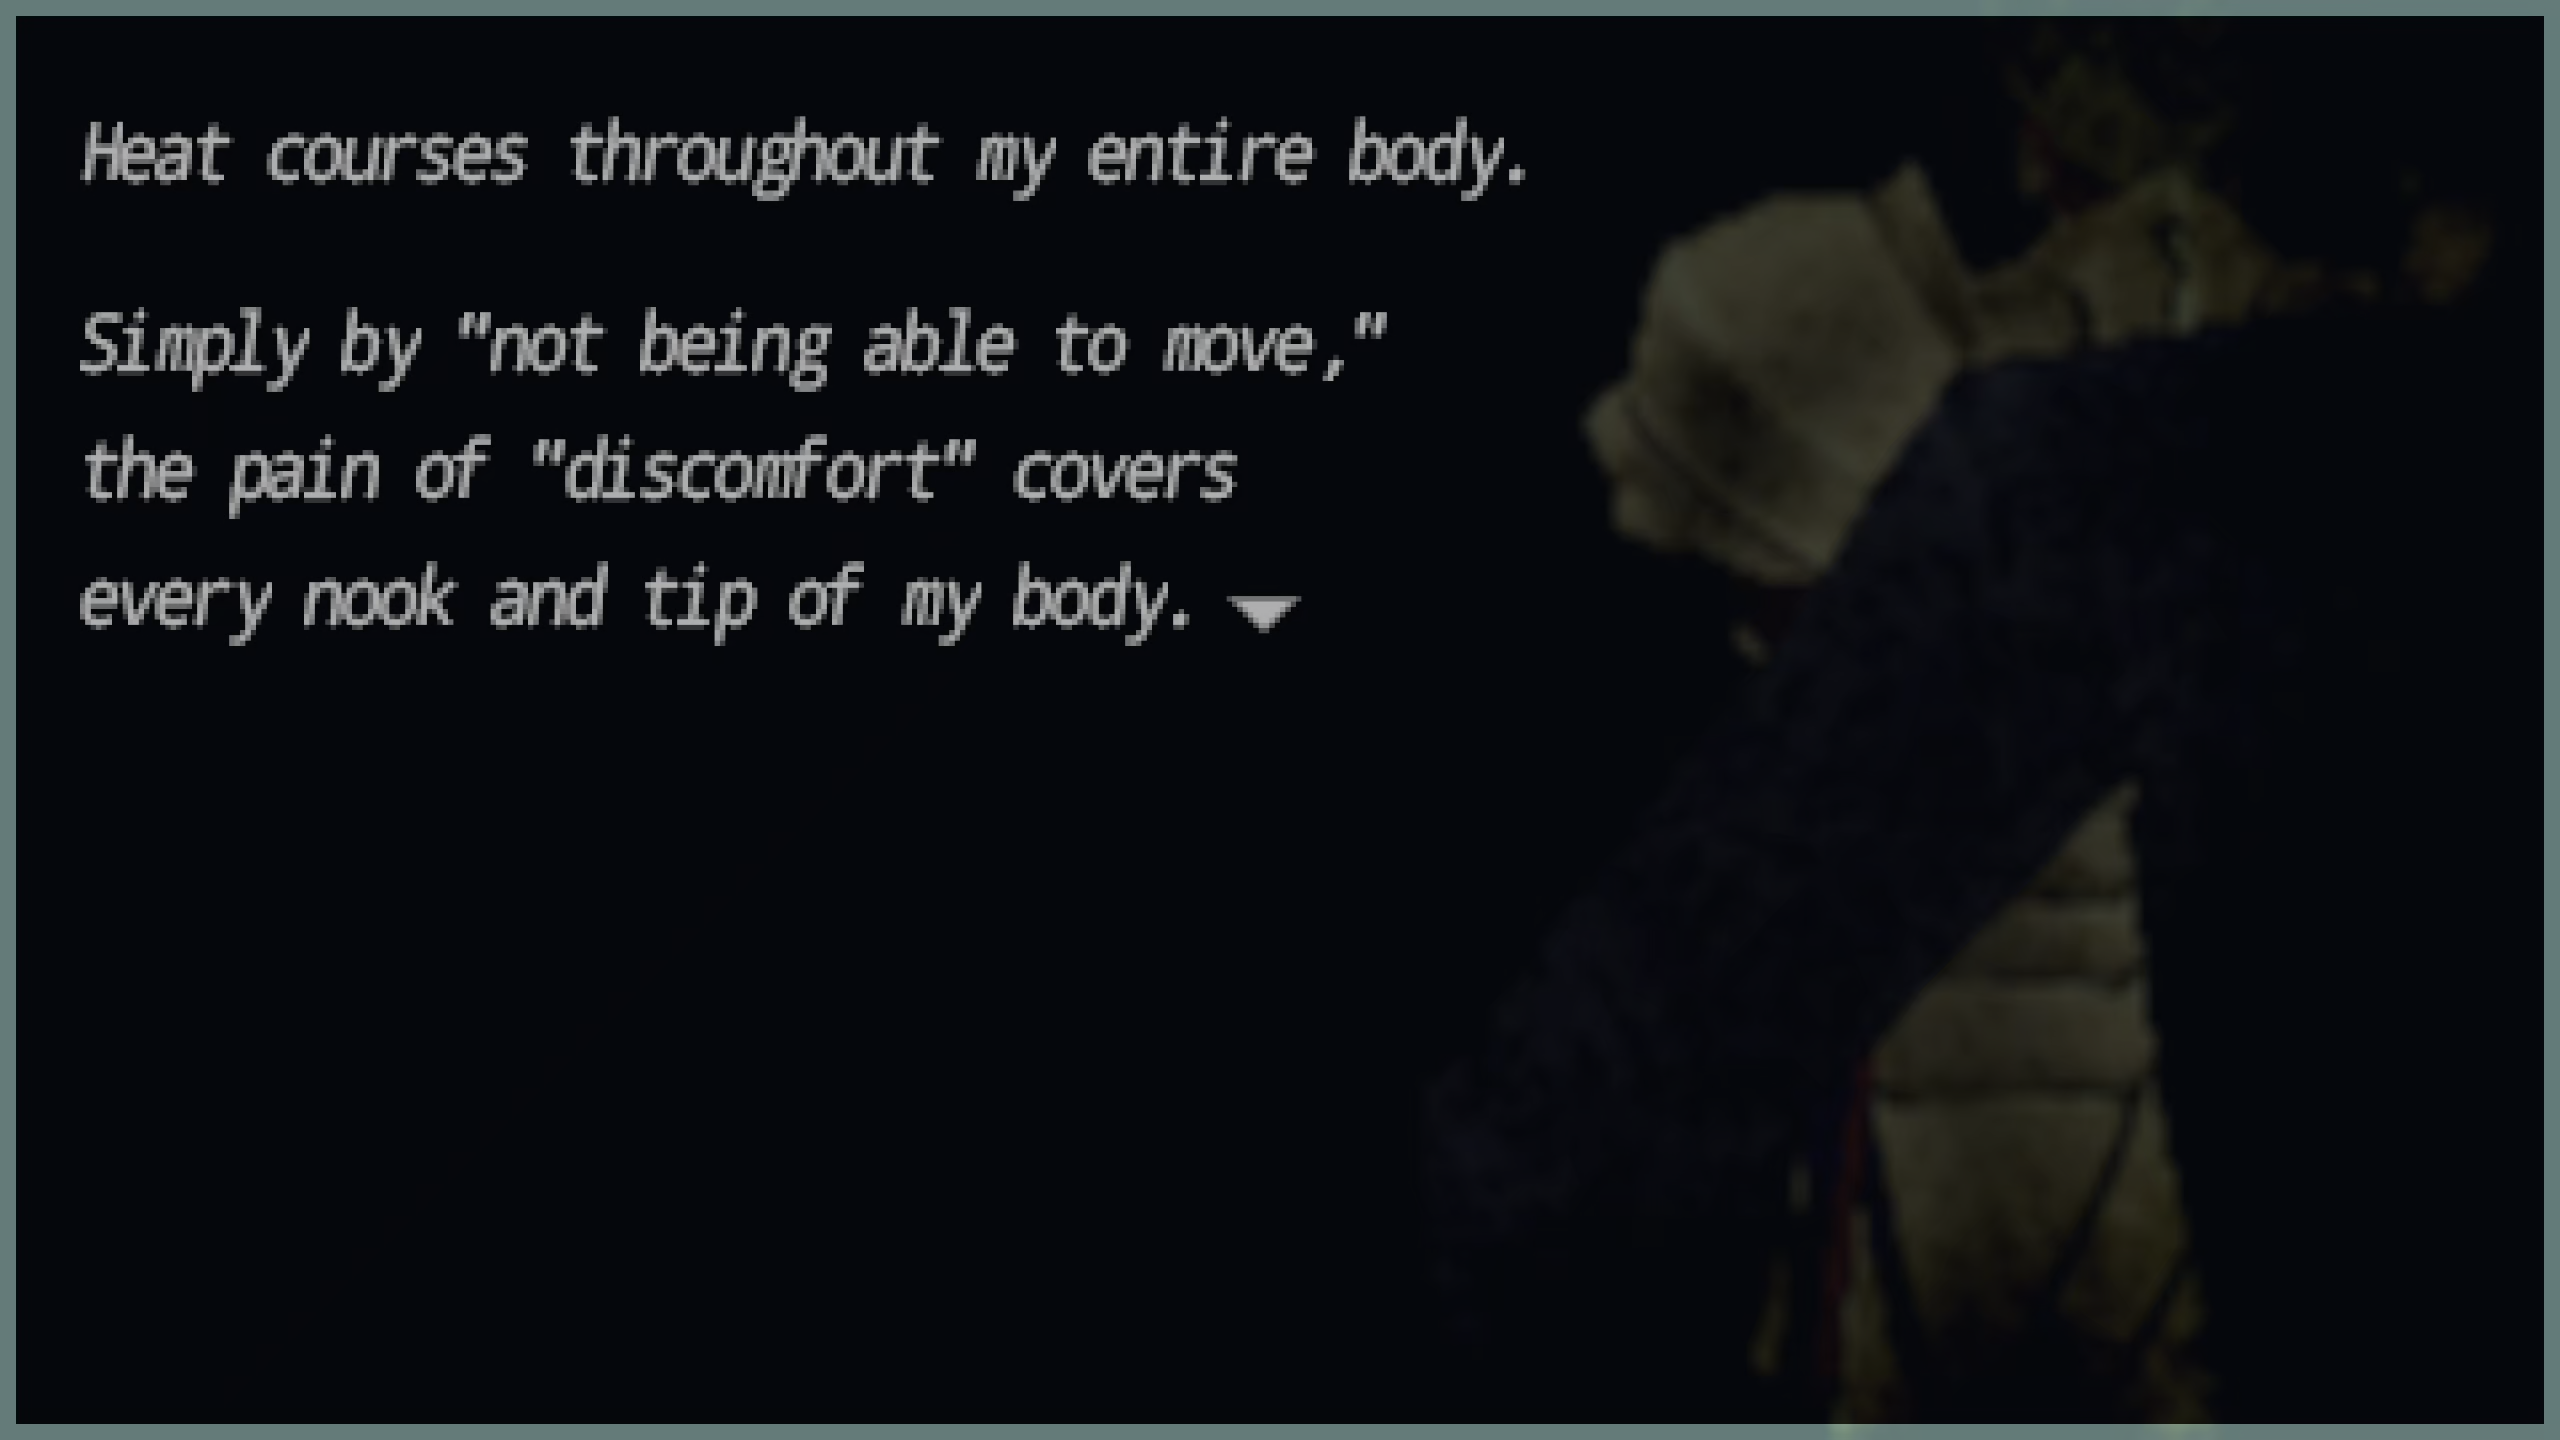 Heat courses throughout my entire body.
Simply by "not being able to move,"
the pain of "discomfort" covers
every nook and tip of my body.